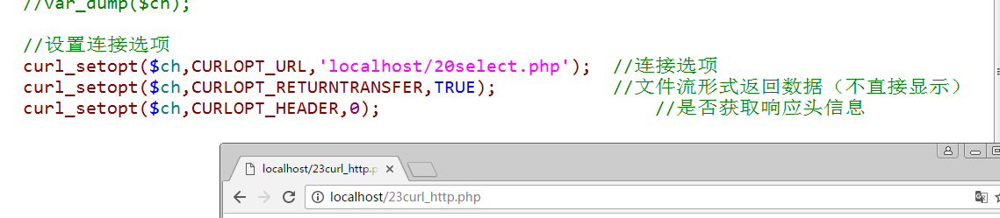 //var_dump($ch);
//设置连接选项
curl_setopt($ch,CURLOPT_URL,'localhost/20select.php'); //连接选项
curl_setopt($ch,CURLOPT_RETURNTRANSFER,TRUE); //文件流形式返回数据（不直接显示）
curl_setopt($ch,CURLOPT_HEADER,0); //是否获取响应头信息
localhost/23curl_http.p
localhost/23curl_http.php